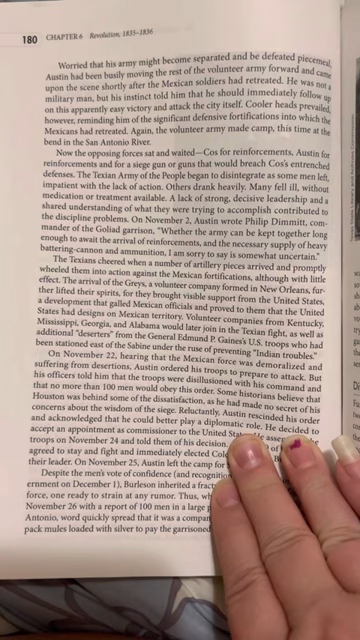 180 CHAPTER 6 Revolution, 1835–1836
Worried that his army might become separated and be defeated piecemeal,
Austin had been busily moving the rest of the volunteer army forward and came
upon the scene shortly after the Mexican soldiers had retreated. He was not a
military man, but his instinct told him that he should immediately follow up
on this apparently easy victory and attack the city itself. Cooler heads prevailed,
however, reminding him of the significant defensive fortifications into which the
Mexicans had retreated. Again, the volunteer army made camp, this time at the
bend in the San Antonio River.
Now the opposing forces sat and waited—Cos for reinforcements, Austin for
reinforcements and for a siege gun or guns that would breach Cos's entrenched
defenses. The Texian Army of the People began to disintegrate as some men left,
impatient with the lack of action. Others drank heavily. Many fell ill, without
medication or treatment available. A lack of strong, decisive leadership and a
shared understanding of what they were trying to accomplish contributed to
the discipline problems. On November 2, Austin wrote Philip Dimmitt, com-
mander of the Goliad garrison, "Whether the army can be kept together long
enough to await the arrival of reinforcements, and the necessary supply of heavy
battering-cannon and ammunition, I am sorry to say is somewhat uncertain."
The Texians cheered when a number of artillery pieces arrived and promptly
wheeled them into action against the Mexican fortifications, although with little
effect. The arrival of the Greys, a volunteer company formed in New Orleans, fur-
ther lifted their spirits, for they brought visible support from the United States,
a development that galled Mexican officials and proved to them that the United
States had designs on Mexican territory. Volunteer companies from Kentucky,
Mississippi, Georgia, and Alabama would later join in the Texian fight, as well as
additional "deserters" from the General Edmund P. Gaines's U.S. troops who had
been stationed east of the Sabine under the ruse of preventing "Indian troubles."
On November 22, hearing that the Mexican force was demoralized and
suffering from desertions, Austin ordered his troops to prepare to attack. But
his officers told him that the troops were disillusioned with his command and
that no more than 100 men would obey this order. Some historians believe that
Houston was behind some of the dissatisfaction, as he had made no secret of his
concerns about the wisdom of the siege. Reluctantly, Austin rescinded his order
and acknowledged that he could better play a diplomatic role. He decided to
accept an appointment as commissioner to the United States. He asse the
troops on November 24 and told them of his decision. 0 of
agreed to stay and fight and immediately elected Col B
their leader. On November 25, Austin left the camp for
Despite the men's vote of confidence (and recognition
ernment on December 1), Burleson inherited a fract
force, one ready to strain at any rumor. Thus, wh
November 26 with a report of 100 men in a large p
Antonio, word quickly spread that it was a compan
pack mules loaded with silver to pay the garrisoned